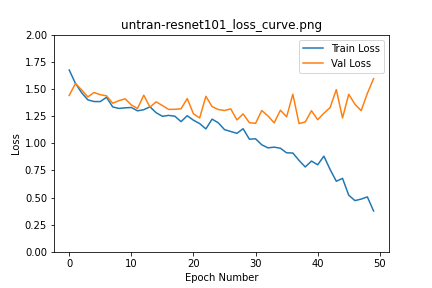 untran-resnet101_loss_curve.png
Train Loss
Val Loss
2.00
1.75
1.50
1.25
1.00
0.75
0.50
0.25
0.00
Loss
0 10 20 30 40 50
Epoch Number